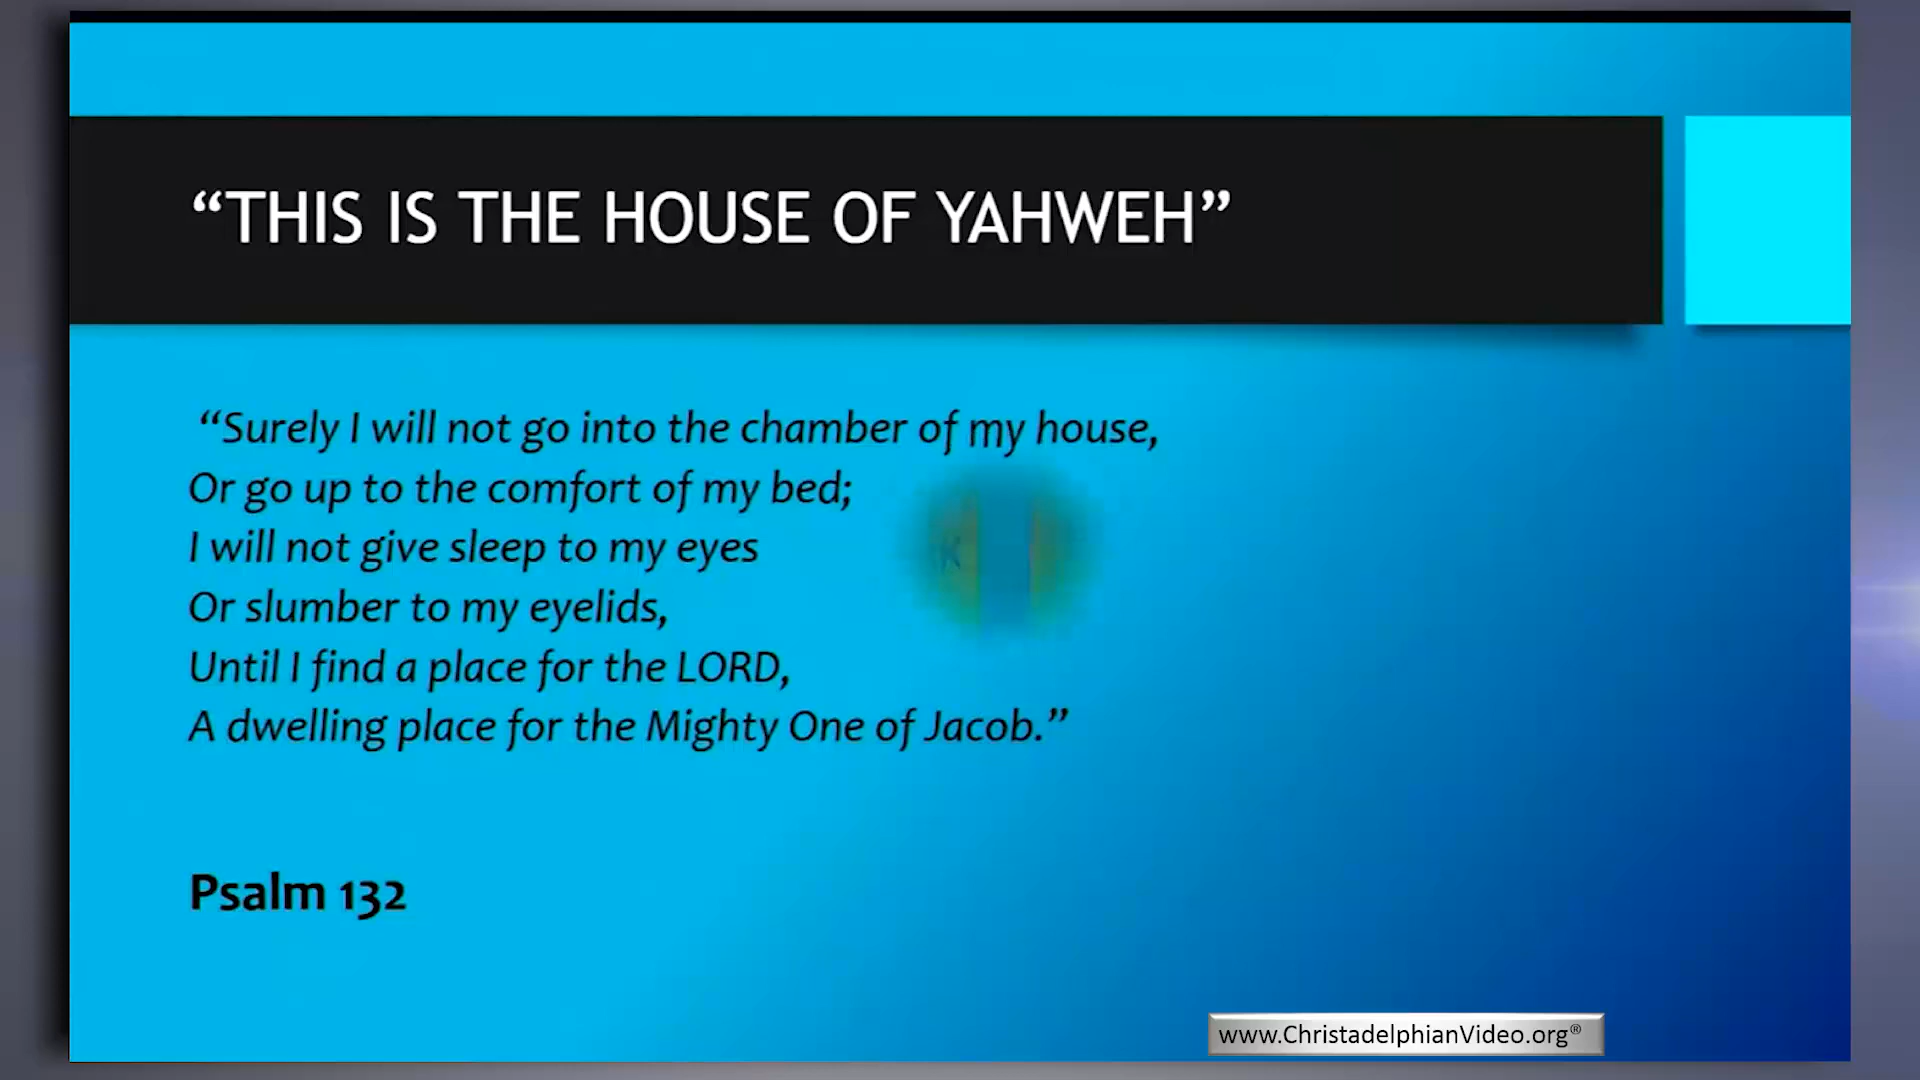 “THIS IS THE HOUSE OF YAHWEH”
“Surely I will not go into the chamber of my house,
Or go up to the comfort of my bed;
I will not give sleep to my eyes
Or slumber to my eyelids,
Until I find a place for the LORD,
A dwelling place for the Mighty One of Jacob.”
Psalm 132
www.ChristadelphianVideo.org®